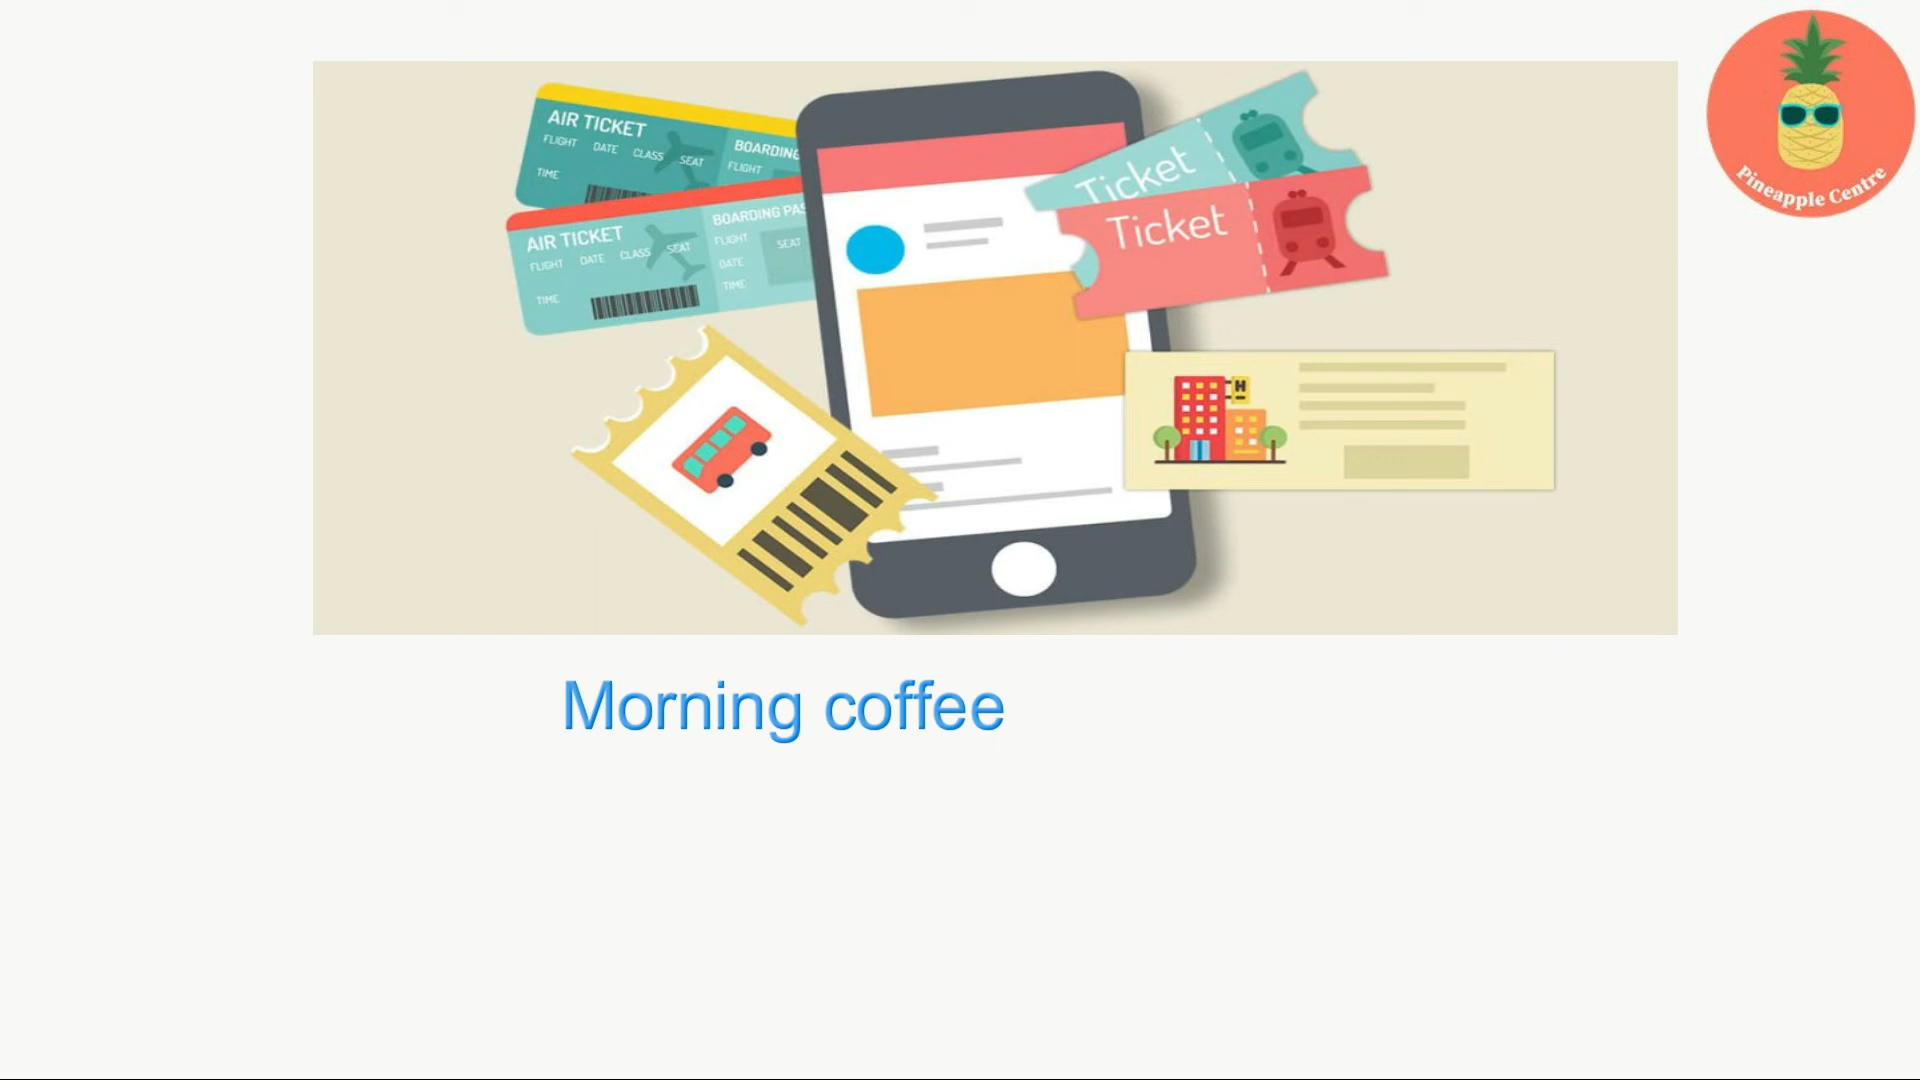 AIR TICKET
FLIGHT DATE CLASS SEAT
TIME
BOARDING
FLIGHT
AIR TICKET
FLIGHT DATE CLASS SEAT
TIME
BOARDING PAS
FLIGHT SEAT
DATE
TIME
Ticket
Ticket
H
Pineapple Centre
Morning coffee